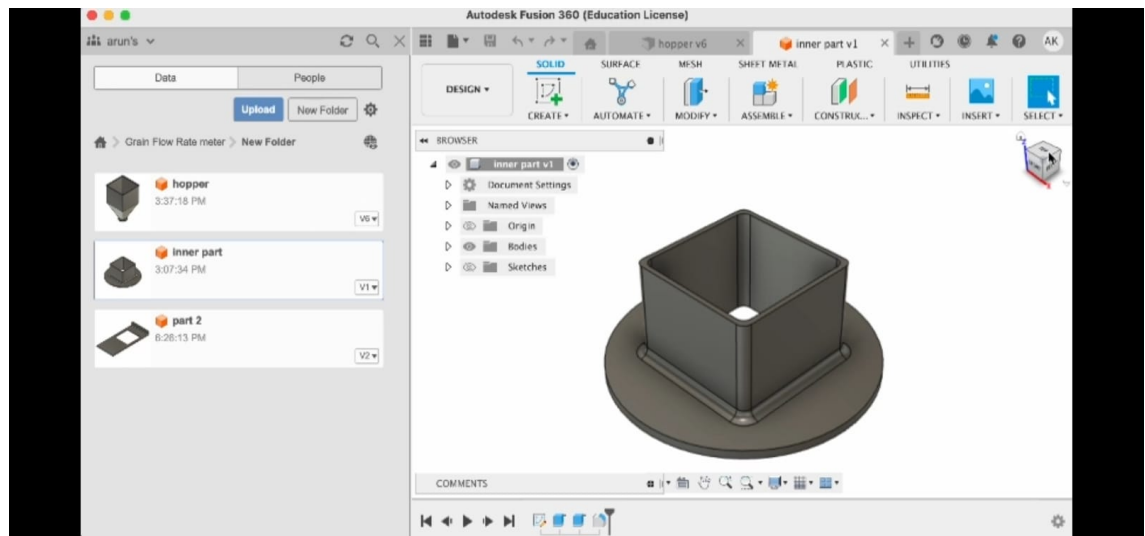 Autodesk Fusion 360 (Education License)
arun's
hopper v6
inner part v1
AK
Data
People
Upload
New Folder
Grain Flow Rate meter > New Folder
hopper
3:37:18 PM
V6
inner part
3:07:34 PM
V1
part 2
6:26:13 PM
V2
DESIGN
SOLID
SURFACE
MESH
SHEET METAL
PLASTIC
UTILITIES
CREATE
AUTOMATE
MODIFY
ASSEMBLE
CONSTRUC...
INSPECT
INSERT
SELECT
BROWSER
inner part v1
Document Settings
Named Views
Origin
Bodies
Sketches
COMMENTS